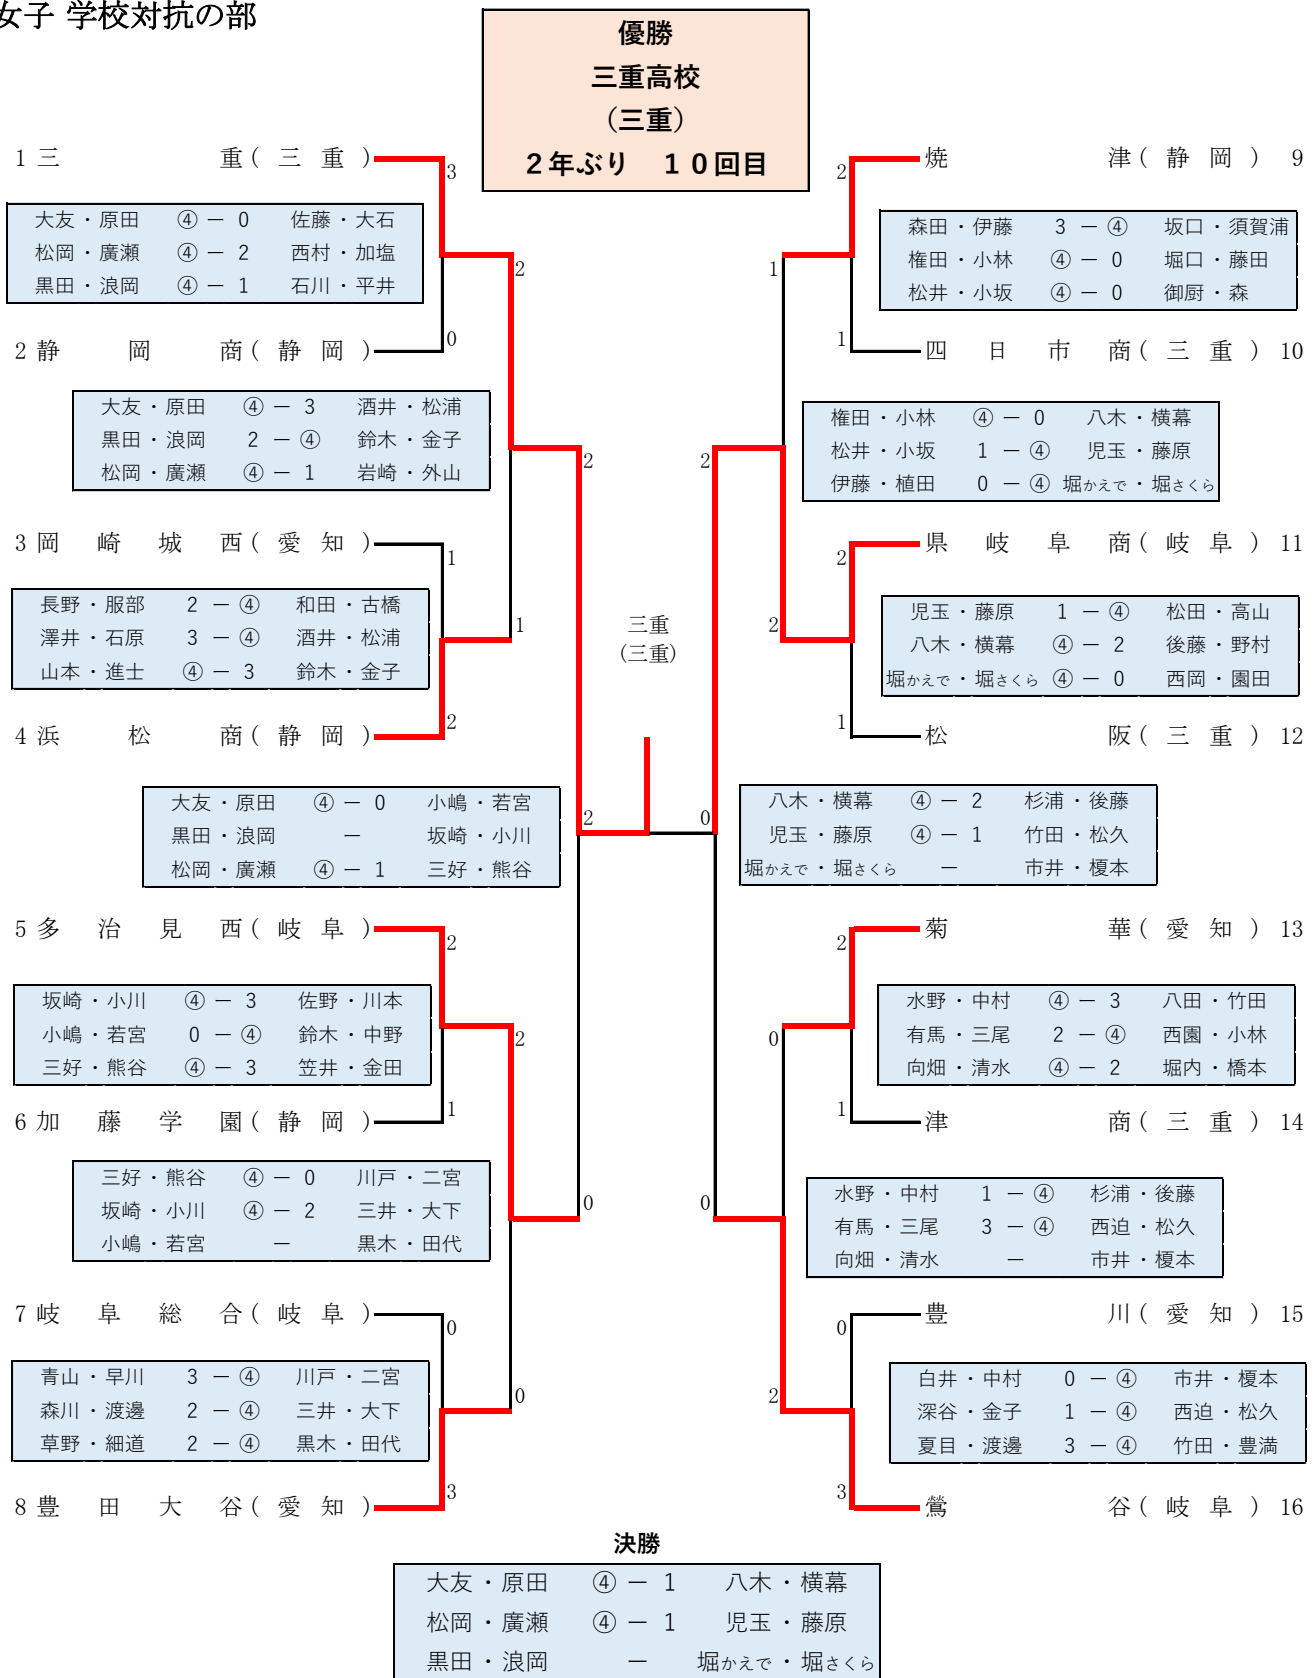 女子 学校対抗の部
優勝
三重高校
（三重）
２年ぶり　１０回目
1 三重（三重）
3
大友・原田 ④ － 0 佐藤・大石
松岡・廣瀬 ④ － 2 西村・加塩
黒田・浪岡 ④ － 1 石川・平井
2
0
2 静岡商（静岡）
大友・原田 ④ － 3 酒井・松浦
黒田・浪岡 2 － ④ 鈴木・金子
松岡・廣瀬 ④ － 1 岩崎・外山
2
3 岡崎城西（愛知）
1
長野・服部 2 － ④ 和田・古橋
澤井・石原 3 － ④ 酒井・松浦
山本・進士 ④ － 3 鈴木・金子
1
2
4 浜松商（静岡）
大友・原田 ④ － 0 小嶋・若宮
黒田・浪岡 － 坂崎・小川
松岡・廣瀬 ④ － 1 三好・熊谷
2
5 多治見西（岐阜）
2
坂崎・小川 ④ － 3 佐野・川本
小嶋・若宮 0 － ④ 鈴木・中野
三好・熊谷 ④ － 3 笠井・金田
2
1
6 加藤学園（静岡）
三好・熊谷 ④ － 0 川戸・二宮
坂崎・小川 ④ － 2 三井・大下
小嶋・若宮 － 黒木・田代
0
7 岐阜総合（岐阜）
0
青山・早川 3 － ④ 川戸・二宮
森川・渡邊 2 － ④ 三井・大下
草野・細道 2 － ④ 黒木・田代
0
3
8 豊田大谷（愛知）
三重
（三重）
焼津（静岡） 9
2
森田・伊藤 3 － ④ 坂口・須賀浦
権田・小林 ④ － 0 堀口・藤田
松井・小坂 ④ － 0 御厨・森
1
1
四日市商（三重） 10
権田・小林 ④ － 0 八木・横幕
松井・小坂 1 － ④ 児玉・藤原
伊藤・植田 0 － ④ 堀かえで・堀さくら
2
県岐阜商（岐阜） 11
2
児玉・藤原 1 － ④ 松田・高山
八木・横幕 ④ － 2 後藤・野村
堀かえで・堀さくら ④ － 0 西岡・園田
2
1
松阪（三重） 12
八木・横幕 ④ － 2 杉浦・後藤
児玉・藤原 ④ － 1 竹田・松久
堀かえで・堀さくら － 市井・榎本
0
菊華（愛知） 13
2
水野・中村 ④ － 3 八田・竹田
有馬・三尾 2 － ④ 西園・小林
向畑・清水 ④ － 2 堀内・橋本
0
1
津商（三重） 14
水野・中村 1 － ④ 杉浦・後藤
有馬・三尾 3 － ④ 西迫・松久
向畑・清水 － 市井・榎本
0
豊川（愛知） 15
0
白井・中村 0 － ④ 市井・榎本
深谷・金子 1 － ④ 西迫・松久
夏目・渡邊 3 － ④ 竹田・豊満
2
3
鶯谷（岐阜） 16
決勝
大友・原田 ④ － 1 八木・横幕
松岡・廣瀬 ④ － 1 児玉・藤原
黒田・浪岡 － 堀かえで・堀さくら